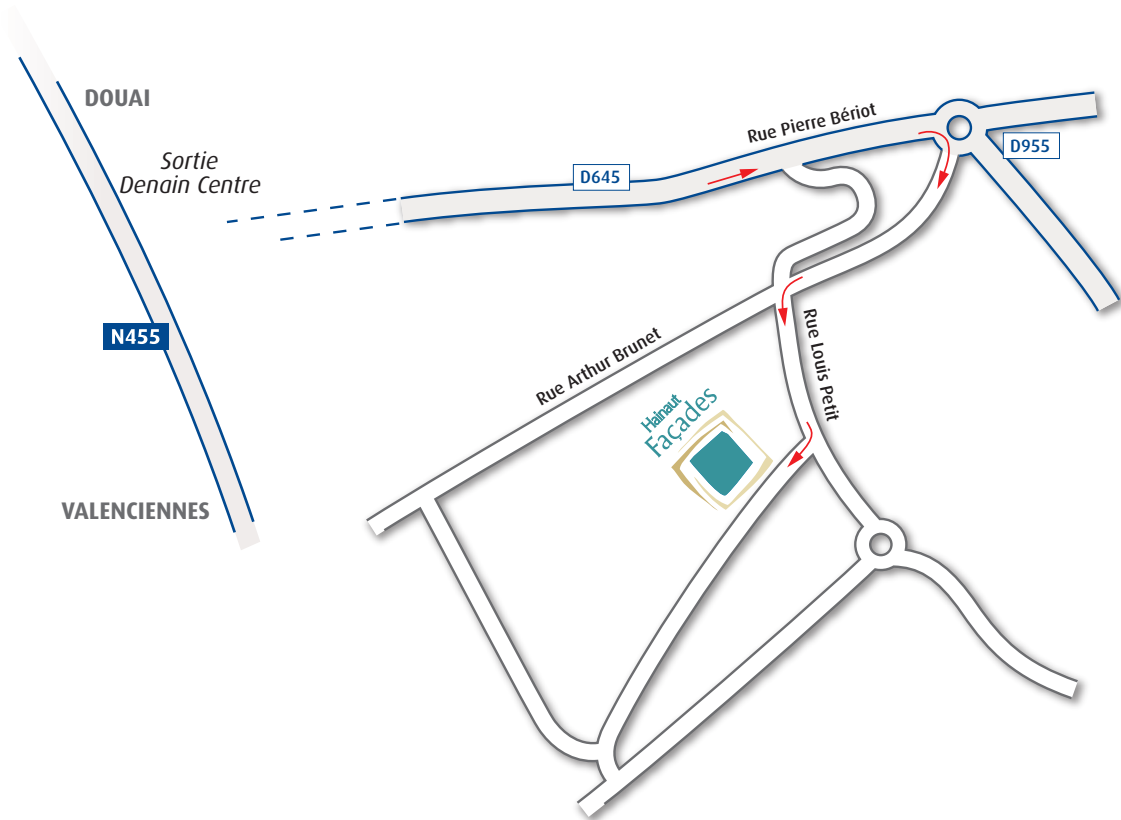 DOUAI
Sortie
Denain Centre
N455
VALENCIENNES
D645
Rue Pierre Bériot
D955
Rue Arthur Brunet
Rue Louis Petit
Hainaut
Façades